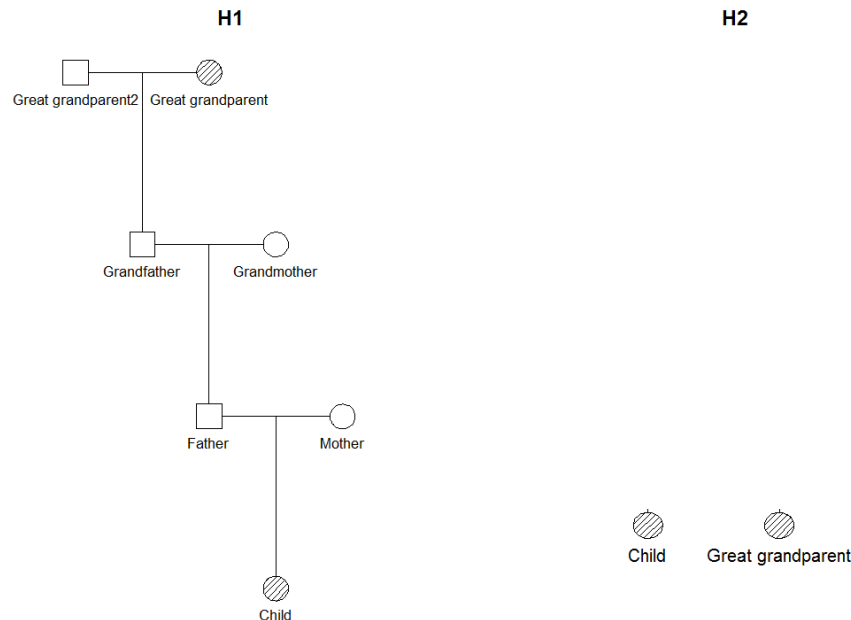 H1
H2
Great grandparent2
Great grandparent
Grandfather
Grandmother
Father
Mother
Child
Great grandparent
Child